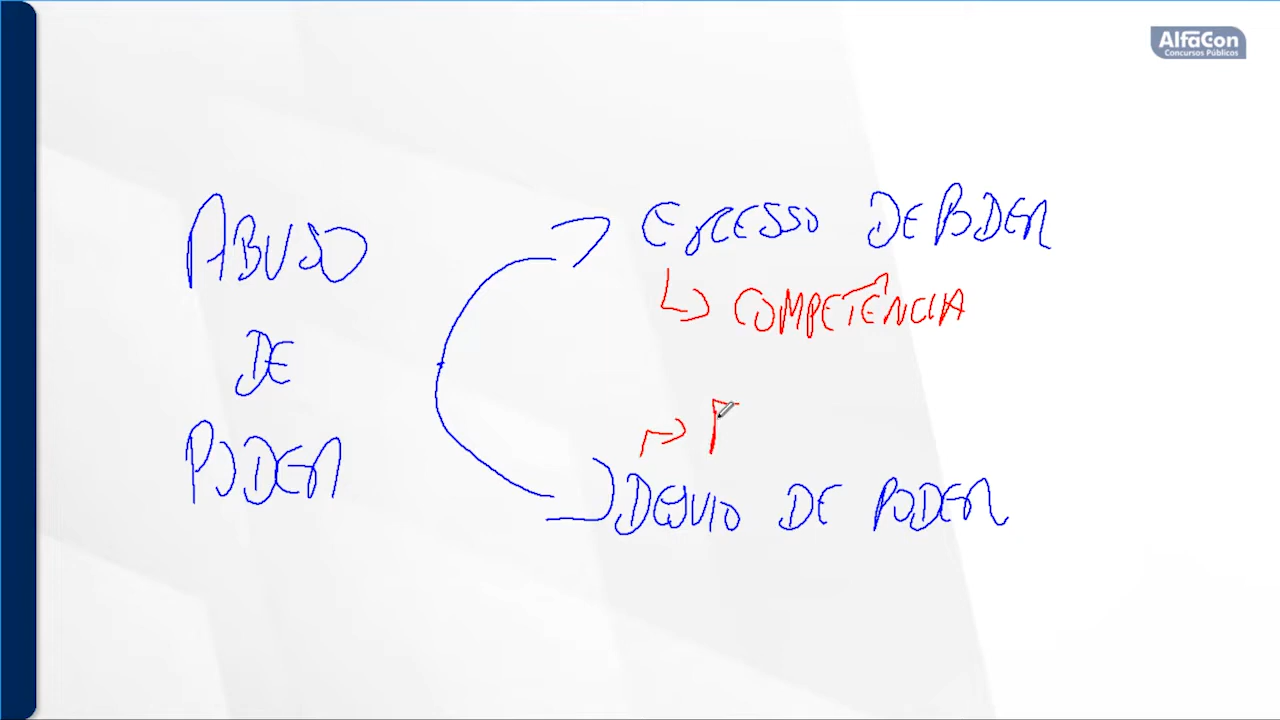 AlfaCon
Concursos Públicos
ABUSO
DE
PODER
EXCESSO DE PODER
COMPETÊNCIA
F
DESVIO DE PODER